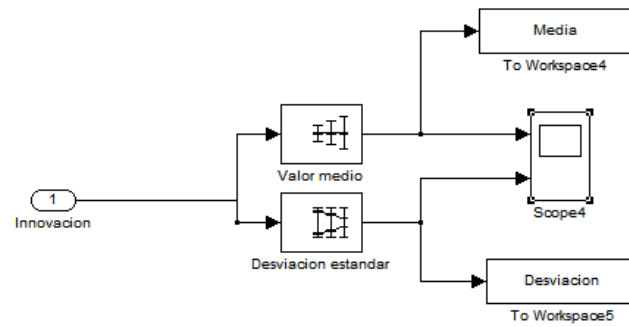 Media
To Workspace4
Valor medio
1
Innovacion
Scope4
Desviacion estandar
Desviacion
To Workspace5